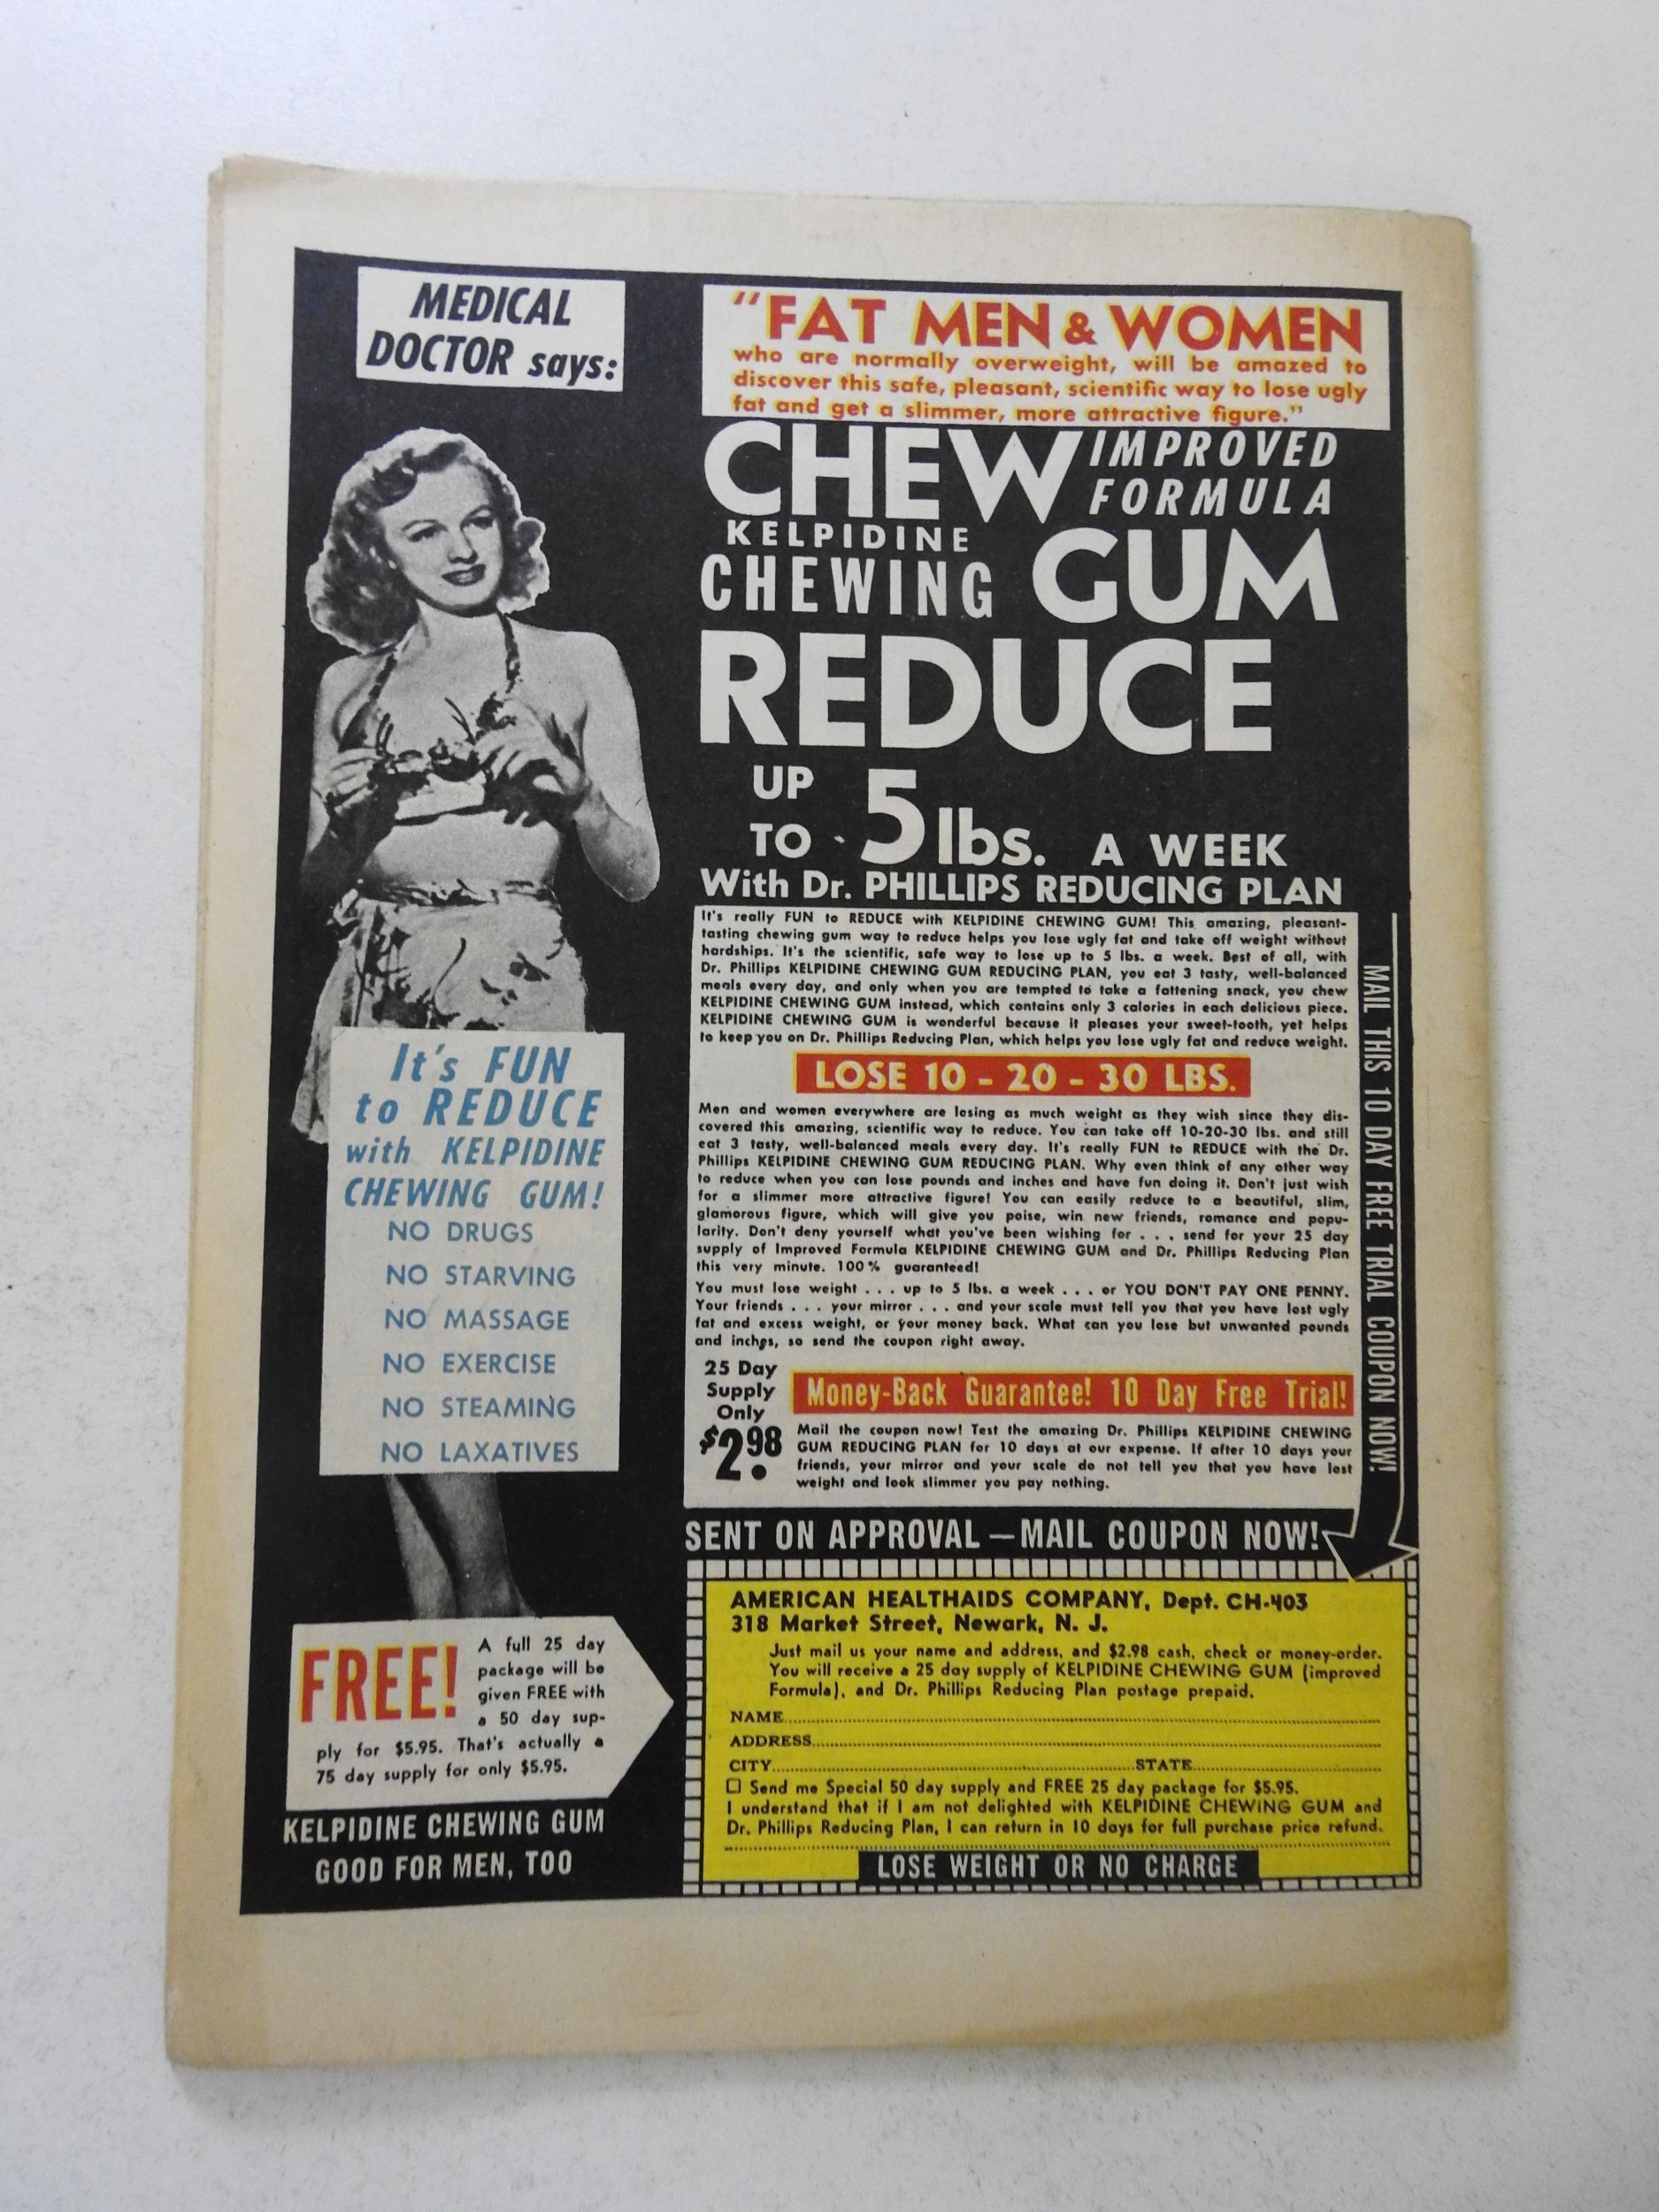 MEDICAL
DOCTOR says:
"FAT MEN & WOMEN
who are normally overweight, will be amazed to
discover this safe, pleasant, scientific way to lose ugly
fat and get a slimmer, more attractive figure."
CHEW IMPROVED
FORMULA
KELPIDINE
CHEWING GUM
REDUCE
UP
TO 5 lbs. A WEEK
With Dr. PHILLIPS REDUCING PLAN
It's really FUN to REDUCE with KELPIDINE CHEWING GUM! This amazing, pleasant-
tasting chewing gum way to reduce helps you lose ugly fat and take off weight without
hardships. It's the scientific, safe way to lose up to 5 lbs. a week. Best of all, with
Dr. Phillips KELPIDINE CHEWING GUM REDUCING PLAN, you eat 3 tasty, well-balanced
meals every day, and only when you are tempted to take a fattening snack, you chew
KELPIDINE CHEWING GUM instead, which contains only 3 calories in each delicious piece.
KELPIDINE CHEWING GUM is wonderful because it pleases your sweet-tooth, yet helps
to keep you on Dr. Phillips Reducing Plan, which helps you lose ugly fat and reduce weight.
LOSE 10 - 20 - 30 LBS.
Men and women everywhere are losing as much weight as they wish since they dis-
covered this amazing, scientific way to reduce. You can take off 10-20-30 lbs. and still
eat 3 tasty, well-balanced meals every day. It's really FUN to REDUCE with the Dr.
Phillips KELPIDINE CHEWING GUM REDUCING PLAN. Why even think of any other way
to reduce when you can lose pounds and inches and have fun doing it. Don't just wish
for a slimmer more attractive figure! You can easily reduce to a beautiful, slim,
glamorous figure, which will give you poise, win new friends, romance and popu-
larity. Don't deny yourself what you've been wishing for . . . send for your 25 day
supply of Improved Formula KELPIDINE CHEWING GUM and Dr. Phillips Reducing Plan
this very minute. 100% guaranteed!
You must lose weight . . . up to 5 lbs. a week . . . or YOU DON'T PAY ONE PENNY.
Your friends . . . your mirror . . . and your scale must tell you that you have lost ugly
fat and excess weight, or your money back. What can you lose but unwanted pounds
and inches, so send the coupon right away.
25 Day
Supply
Only
$2.98
Money-Back Guarantee! 10 Day Free Trial!
Mail the coupon now! Test the amazing Dr. Phillips KELPIDINE CHEWING
GUM REDUCING PLAN for 10 days at our expense. If after 10 days your
friends, your mirror and your scale do not tell you that you have lost
weight and look slimmer you pay nothing.
MAIL THIS 10 DAY FREE TRIAL COUPON NOW!
It's FUN
to REDUCE
with KELPIDINE
CHEWING GUM!
NO DRUGS
NO STARVING
NO MASSAGE
NO EXERCISE
NO STEAMING
NO LAXATIVES
FREE!
A full 25 day
package will be
given FREE with
a 50 day sup-
ply for $5.95. That's actually a
75 day supply for only $5.95.
KELPIDINE CHEWING GUM
GOOD FOR MEN, TOO
SENT ON APPROVAL — MAIL COUPON NOW!
AMERICAN HEALTHAIDS COMPANY, Dept. CH-403
318 Market Street, Newark, N. J.
Just mail us your name and address, and $2.98 cash, check or money-order.
You will receive a 25 day supply of KELPIDINE CHEWING GUM (improved
Formula), and Dr. Phillips Reducing Plan postage prepaid.
NAME
ADDRESS
CITY STATE
☐ Send me Special 50 day supply and FREE 25 day package for $5.95.
I understand that if I am not delighted with KELPIDINE CHEWING GUM and
Dr. Phillips Reducing Plan, I can return in 10 days for full purchase price refund.
LOSE WEIGHT OR NO CHARGE